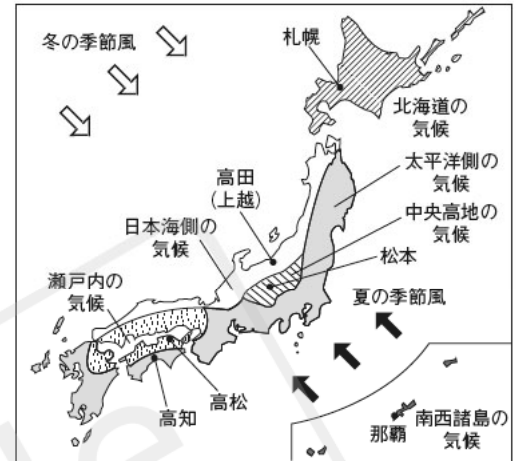 冬の季節風
札幌
北海道の
気候
太平洋側の
気候
高田
(上越)
中央高地の
気候
日本海側の
気候
松本
瀬戸内の
気候
夏の季節風
高松
高知
南西諸島の
気候
那覇